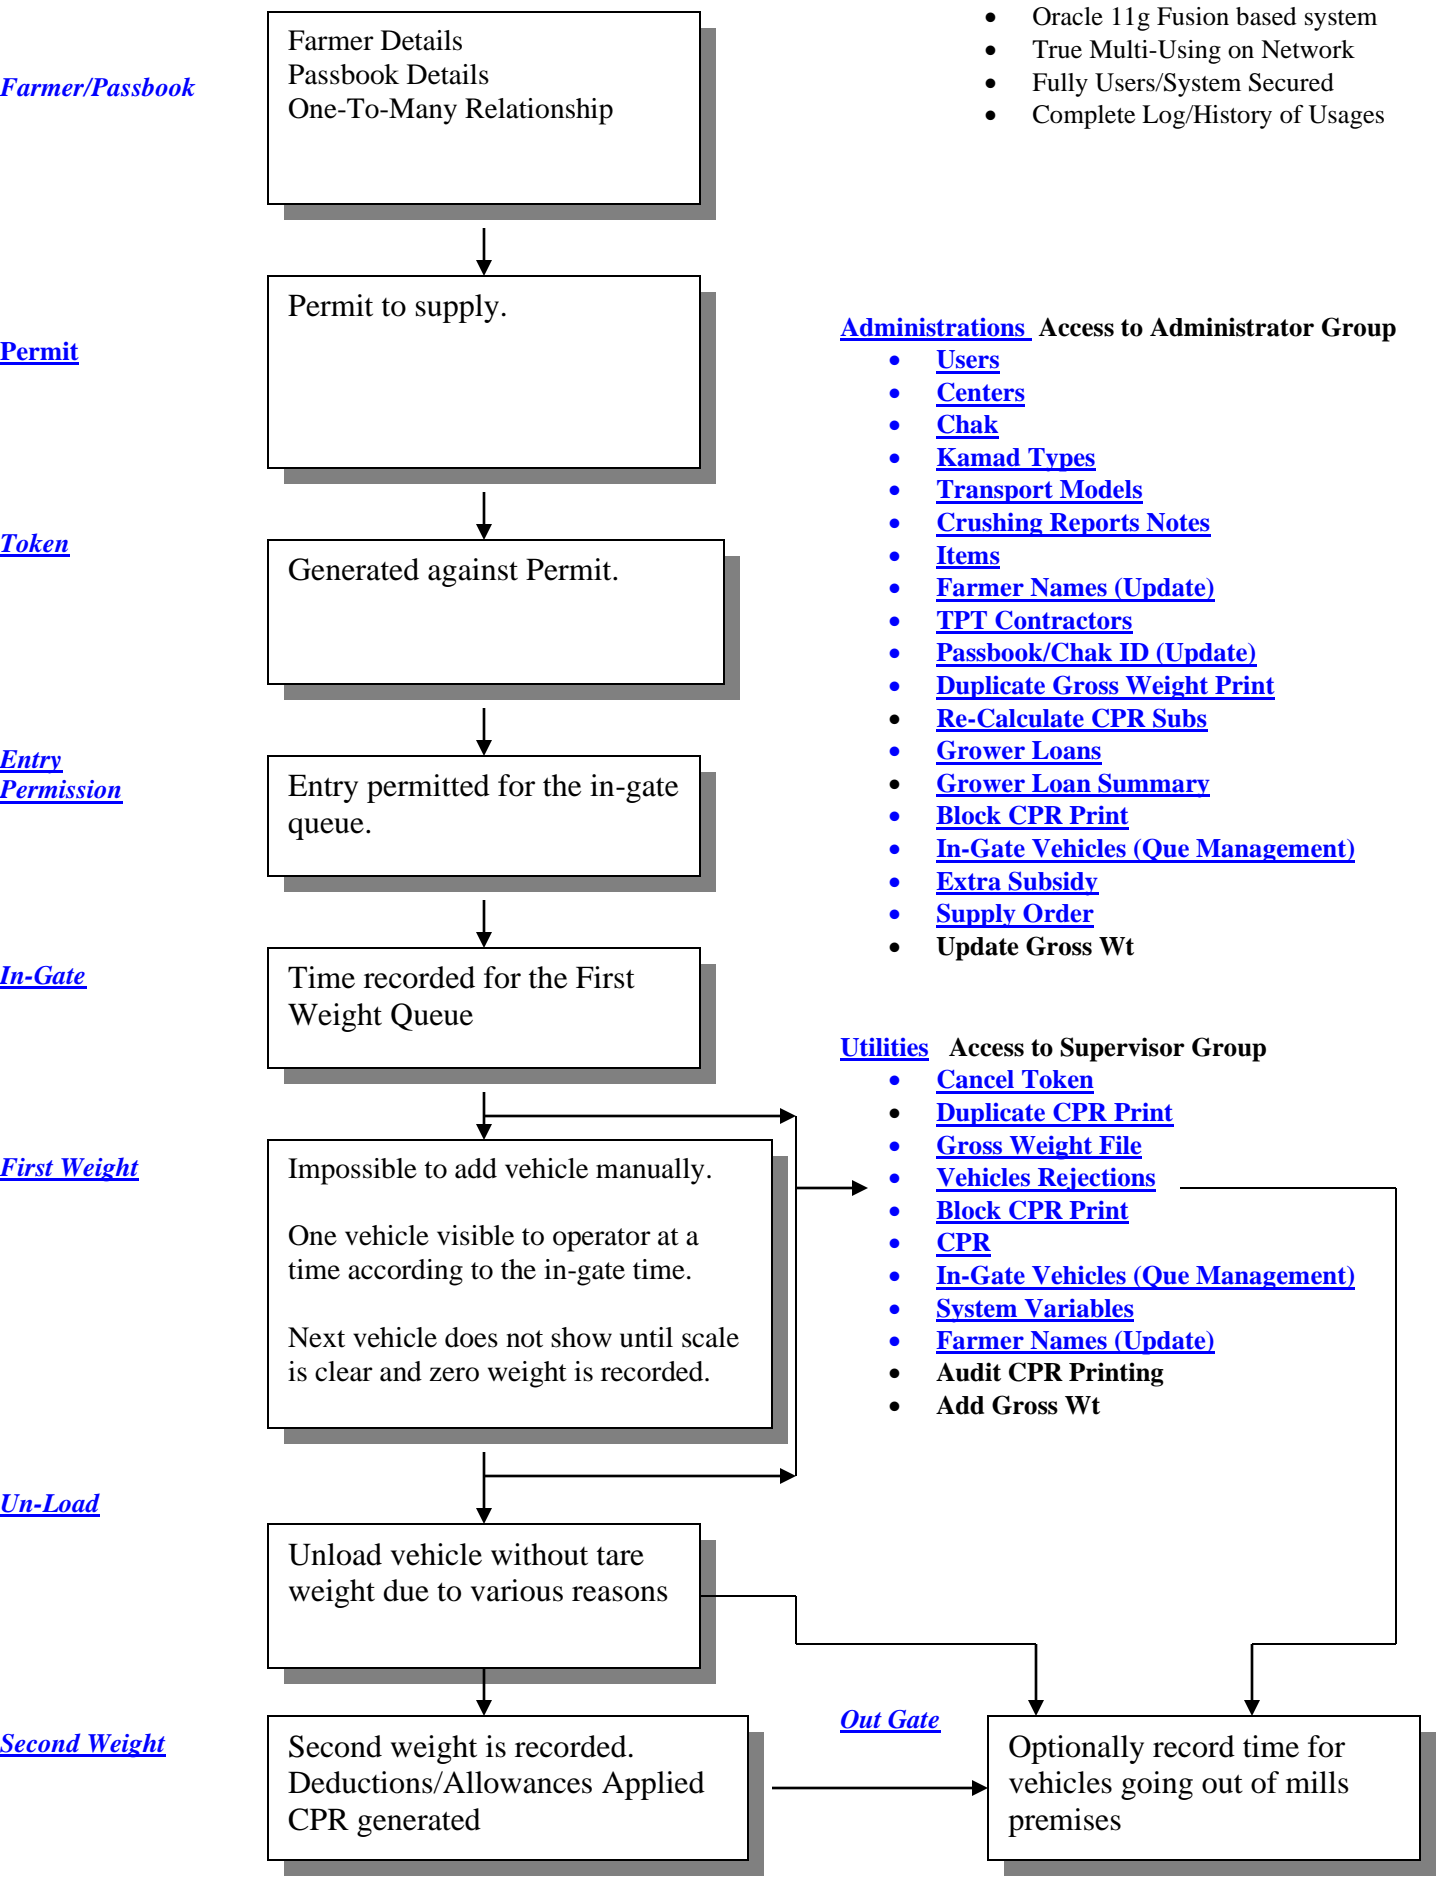 Farmer/Passbook
Farmer Details
Passbook Details
One-To-Many Relationship
• Oracle 11g Fusion based system
• True Multi-Using on Network
• Fully Users/System Secured
• Complete Log/History of Usages
Permit
Permit to supply.
Token
Generated against Permit.
Entry
Permission
Entry permitted for the in-gate
queue.
In-Gate
Time recorded for the First
Weight Queue
First Weight
Impossible to add vehicle manually.
One vehicle visible to operator at a
time according to the in-gate time.
Next vehicle does not show until scale
is clear and zero weight is recorded.
Un-Load
Unload vehicle without tare
weight due to various reasons
Second Weight
Second weight is recorded.
Deductions/Allowances Applied
CPR generated
Administrations Access to Administrator Group
• Users
• Centers
• Chak
• Kamad Types
• Transport Models
• Crushing Reports Notes
• Items
• Farmer Names (Update)
• TPT Contractors
• Passbook/Chak ID (Update)
• Duplicate Gross Weight Print
• Re-Calculate CPR Subs
• Grower Loans
• Grower Loan Summary
• Block CPR Print
• In-Gate Vehicles (Que Management)
• Extra Subsidy
• Supply Order
• Update Gross Wt
Utilities Access to Supervisor Group
• Cancel Token
• Duplicate CPR Print
• Gross Weight File
• Vehicles Rejections
• Block CPR Print
• CPR
• In-Gate Vehicles (Que Management)
• System Variables
• Farmer Names (Update)
• Audit CPR Printing
• Add Gross Wt
Out Gate
Optionally record time for
vehicles going out of mills
premises